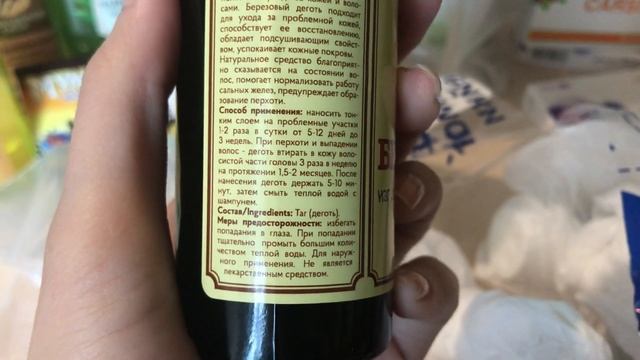 сами. Березовый деготь подходит
для ухода за проблемной кожей,
способствует ее восстановлению,
обладает подсушивающим свойст-
вом, успокаивает кожные покровы.
Натуральное средство благоприят-
но сказывается на состоянии во-
лос, помогает нормализовать работу
сальных желез, предупреждает обра-
зование перхоти.
Способ применения: наносить тон-
ким слоем на проблемные участки
1-2 раза в сутки от 5-12 дней до
3 недель. При перхоти и выпадении
волос - деготь втирать в кожу воло-
систой части головы 3 раза в неделю
на протяжении 1,5-2 месяцев. После
нанесения деготь держать 5-10 ми-
нут, затем смыть теплой водой с
шампунем.
Состав/Ingredients: Tar (деготь).
Меры предосторожности: избегать
попадания в глаза. При попадании
тщательно промыть большим коли-
чеством теплой воды. Для наруж-
ного применения. Не является
лекарственным средством.
CARE